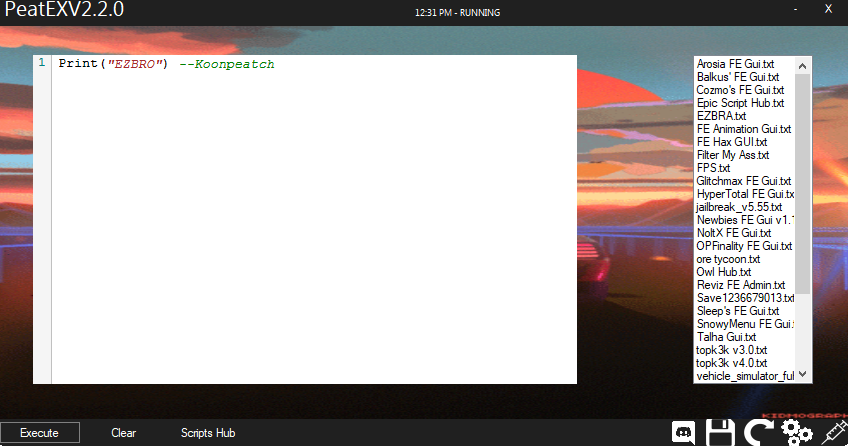 PeatEXV2.2.0
12:31 PM - RUNNING
- X
1 Print("EZBRO") --Koonpeatch
Arosia FE Gui.txt
Balkus' FE Gui.txt
Cozmo's FE Gui.txt
Epic Script Hub.txt
EZBRA.txt
FE Animation Gui.txt
FE Hax GUI.txt
Filter My Ass.txt
FPS.txt
Glitchmax FE Gui.txt
HyperTotal FE Gui.tx
jailbreak_v5.55.txt
Newbies FE Gui v1.
NoltX FE Gui.txt
OPFinality FE Gui.txt
ore tycoon.txt
Owl Hub.txt
Reviz FE Admin.txt
Save1236679013.txt
Sleep's FE Gui.txt
SnowyMenu FE Gui.
Talha Gui.txt
topk3k v3.0.txt
topk3k v4.0.txt
vehicle_simulator_ful
KIDMOGRAPH
Execute
Clear
Scripts Hub